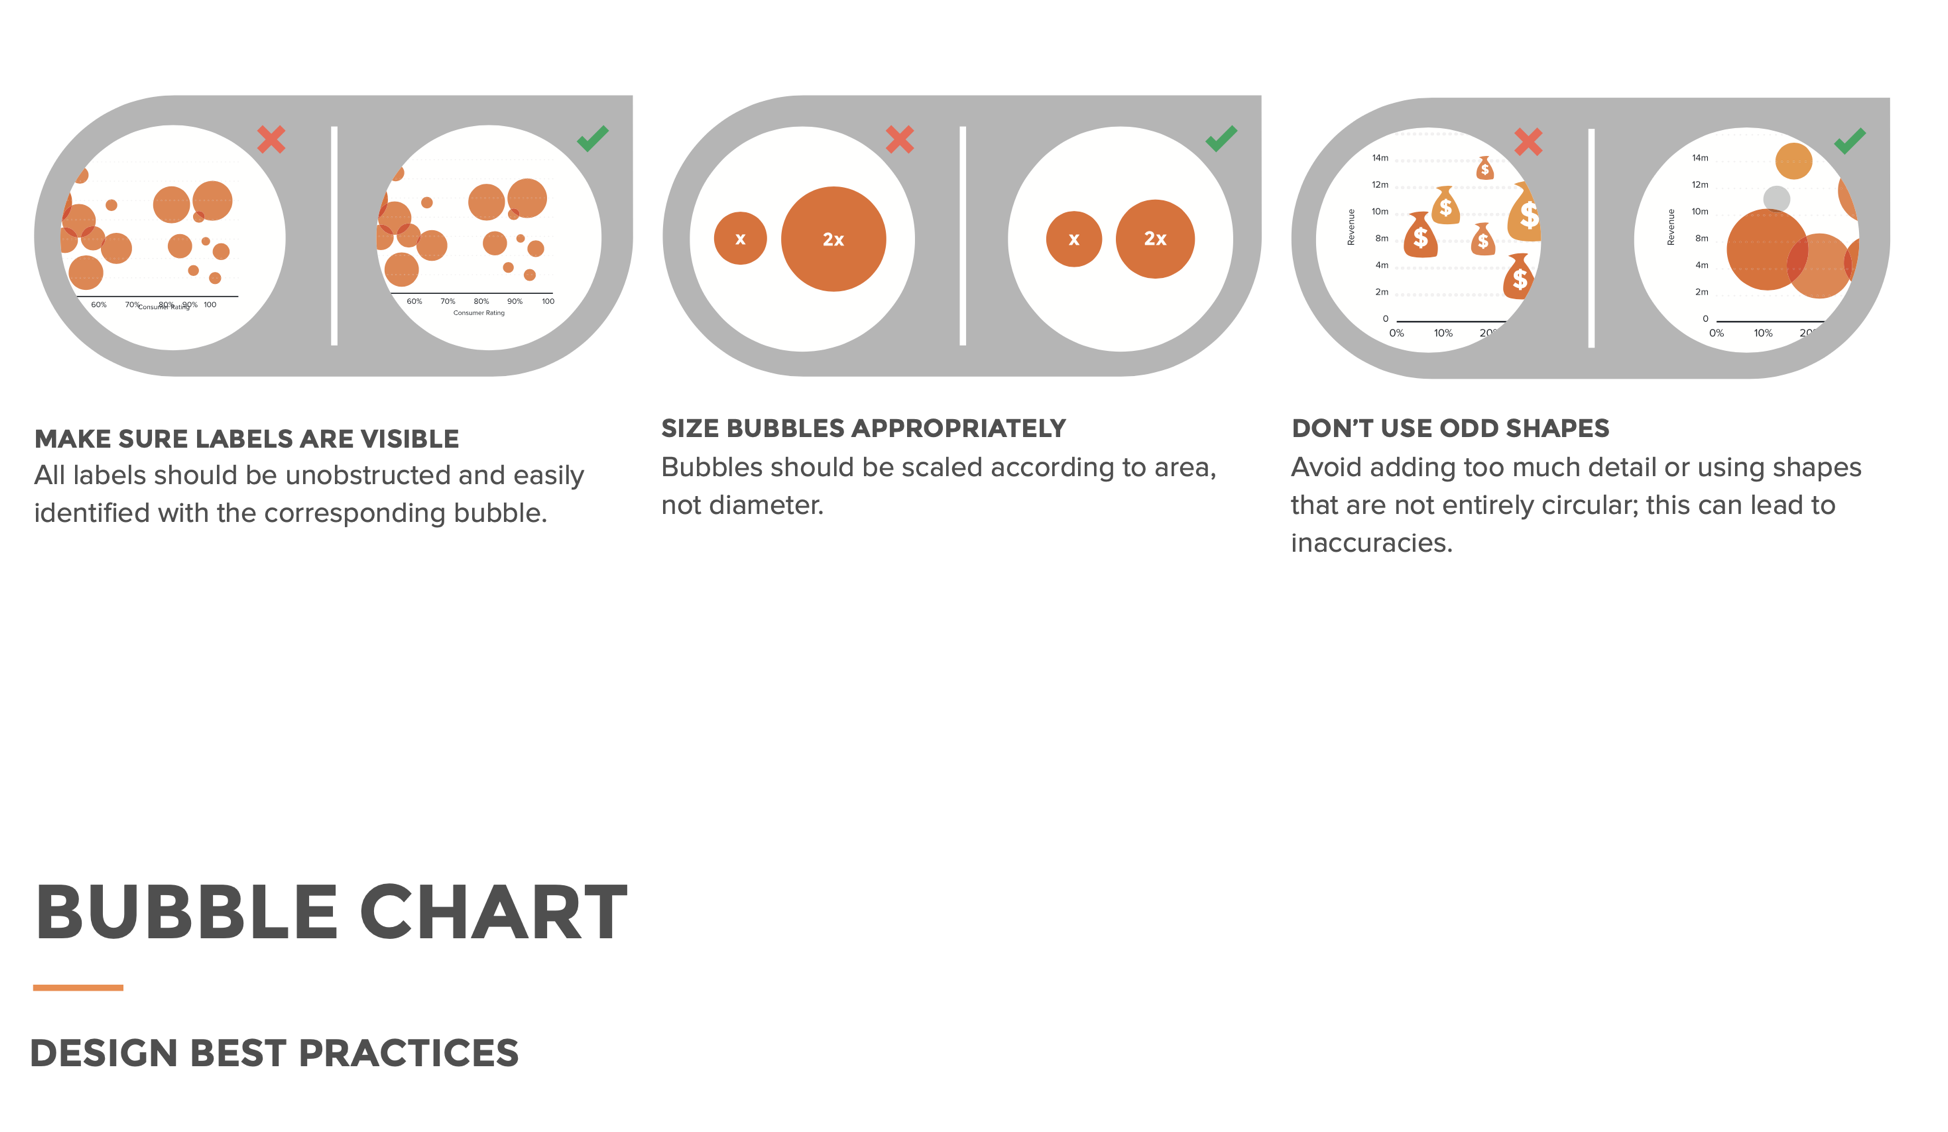 60% 70% 80% 90% 100
Consumer Rating
60% 70% 80% 90% 100
Consumer Rating
x 2x
x 2x
Revenue
14m
12m
10m
8m
4m
2m
0
0% 10%
$
$
$
$
$
$
Revenue
14m
12m
10m
8m
4m
2m
0
0% 10%
MAKE SURE LABELS ARE VISIBLE
All labels should be unobstructed and easily
identified with the corresponding bubble.
SIZE BUBBLES APPROPRIATELY
Bubbles should be scaled according to area,
not diameter.
DON'T USE ODD SHAPES
Avoid adding too much detail or using shapes
that are not entirely circular; this can lead to
inaccuracies.
BUBBLE CHART
DESIGN BEST PRACTICES